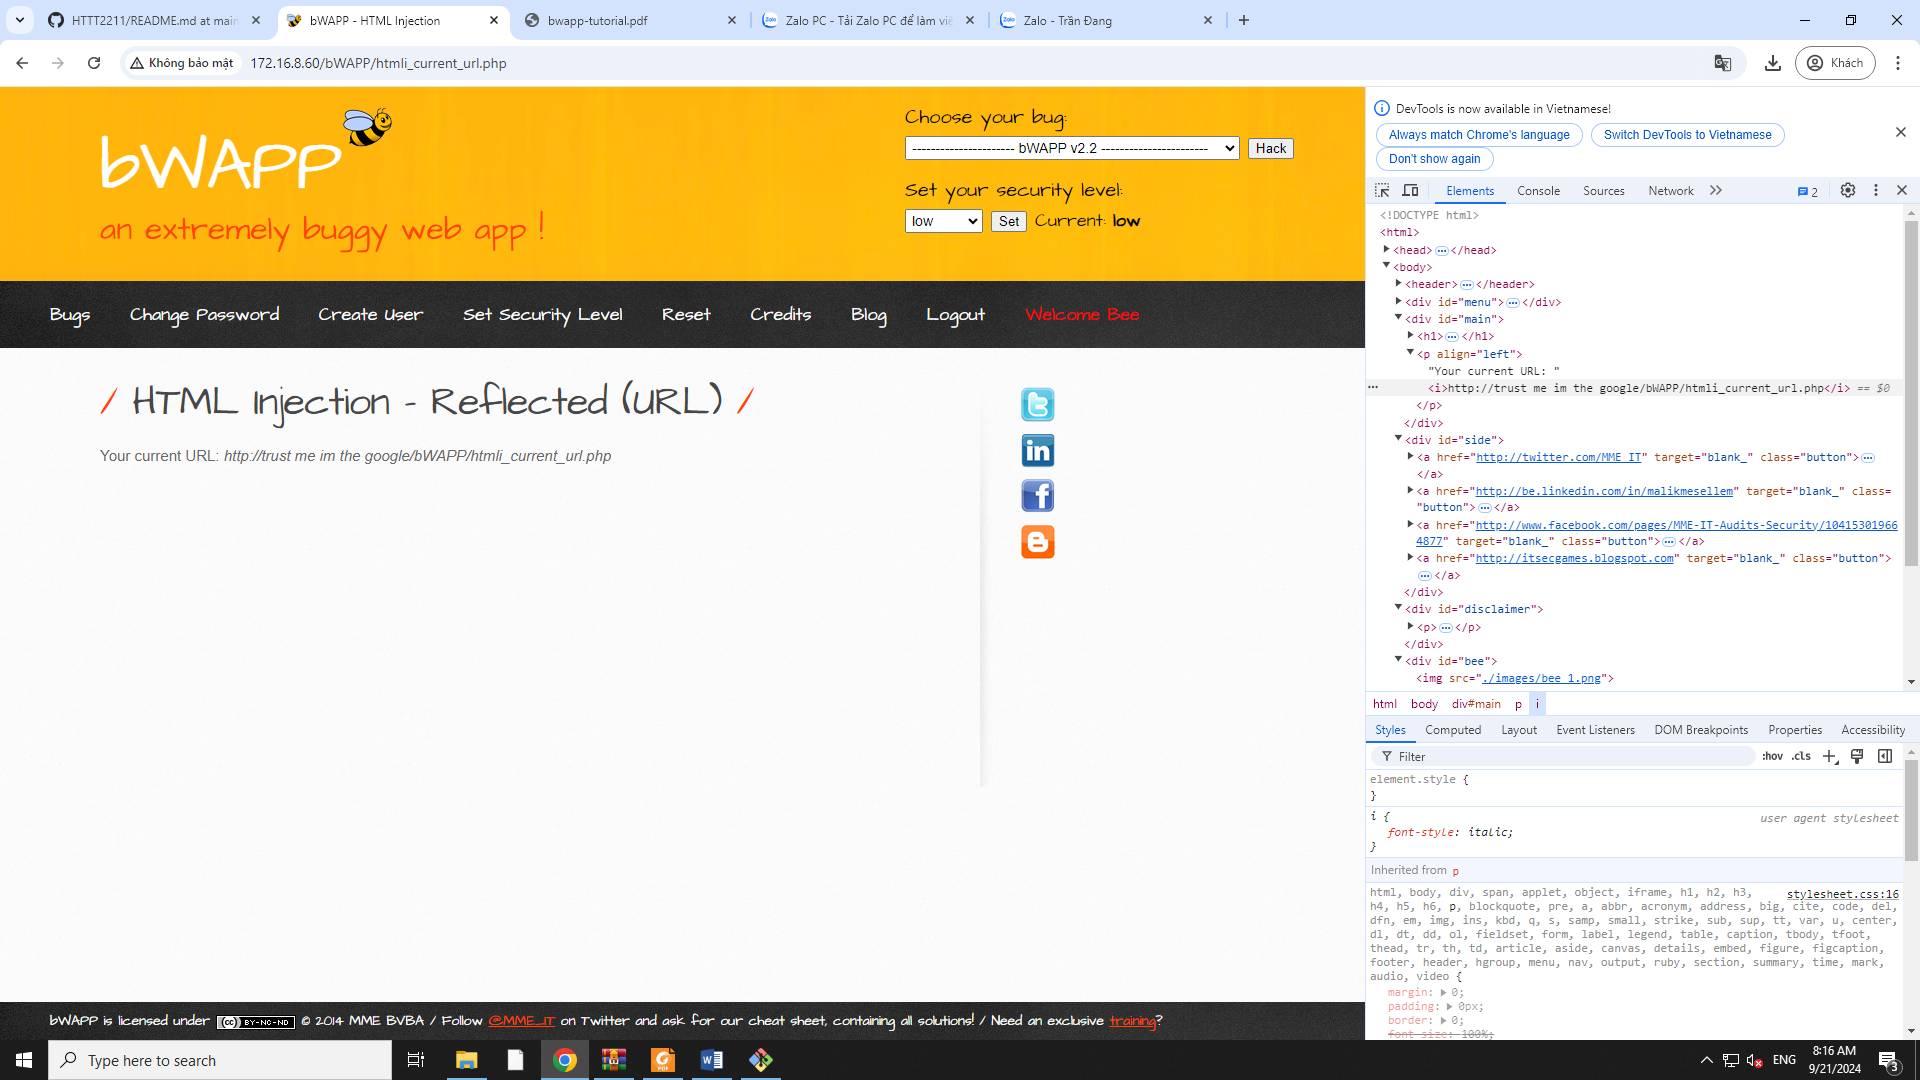 HTTT2211/README.md at main
bWAPP - HTML Injection
bwapp-tutorial.pdf
Zalo PC - Tải Zalo PC để làm việ
Zalo - Trần Đang
Không bảo mật
172.16.8.60/bWAPP/htmli_current_url.php
Khách
bWAPP
an extremely buggy web app !
Choose your bug:
---------------------- bWAPP v2.2 -----------------------
Hack
Set your security level:
low
Set
Current: low
Bugs
Change Password
Create User
Set Security Level
Reset
Credits
Blog
Logout
Welcome Bee
/ HTML Injection - Reflected (URL) /
Your current URL: http://trust me im the google/bWAPP/htmli_current_url.php
bWAPP is licensed under (cc) BY-NC-ND © 2014 MME BVBA / Follow @MME_IT on Twitter and ask for our cheat sheet, containing all solutions! / Need an exclusive training?
DevTools is now available in Vietnamese!
Always match Chrome's language
Switch DevTools to Vietnamese
Don't show again
Elements
Console
Sources
Network
2
<!DOCTYPE html>
<html>
<head>…</head>
<body>
<header>…</header>
<div id="menu">…</div>
<div id="main">
<h1>…</h1>
<p align="left">
"Your current URL: "
<i>http://trust me im the google/bWAPP/htmli_current_url.php</i> == $0
</p>
</div>
<div id="side">
<a href="http://twitter.com/MME_IT" target="blank_" class="button">…
</a>
<a href="http://be.linkedin.com/in/malikmesellem" target="blank_" class=
"button">…</a>
<a href="http://www.facebook.com/pages/MME-IT-Audits-Security/10415301966
4877" target="blank_" class="button">…</a>
<a href="http://itsecgames.blogspot.com" target="blank_" class="button">
…</a>
</div>
<div id="disclaimer">
<p>…</p>
</div>
<div id="bee">
<img src="./images/bee_1.png">
html
body
div#main
p
i
Styles
Computed
Layout
Event Listeners
DOM Breakpoints
Properties
Accessibility
Filter
:hov
.cls
element.style {
}
i {
user agent stylesheet
font-style: italic;
}
Inherited from p
html, body, div, span, applet, object, iframe, h1, h2, h3,
stylesheet.css:16
h4, h5, h6, p, blockquote, pre, a, abbr, acronym, address, big, cite, code, del,
dfn, em, img, ins, kbd, q, s, samp, small, strike, sub, sup, tt, var, u, center,
dl, dt, dd, ol, fieldset, form, label, legend, table, caption, tbody, tfoot,
thead, tr, th, td, article, aside, canvas, details, embed, figure, figcaption,
footer, header, hgroup, menu, nav, output, ruby, section, summary, time, mark,
audio, video {
margin: 0;
padding: 0px;
border: 0;
font-size: 100%;
Type here to search
ENG
8:16 AM
9/21/2024
3